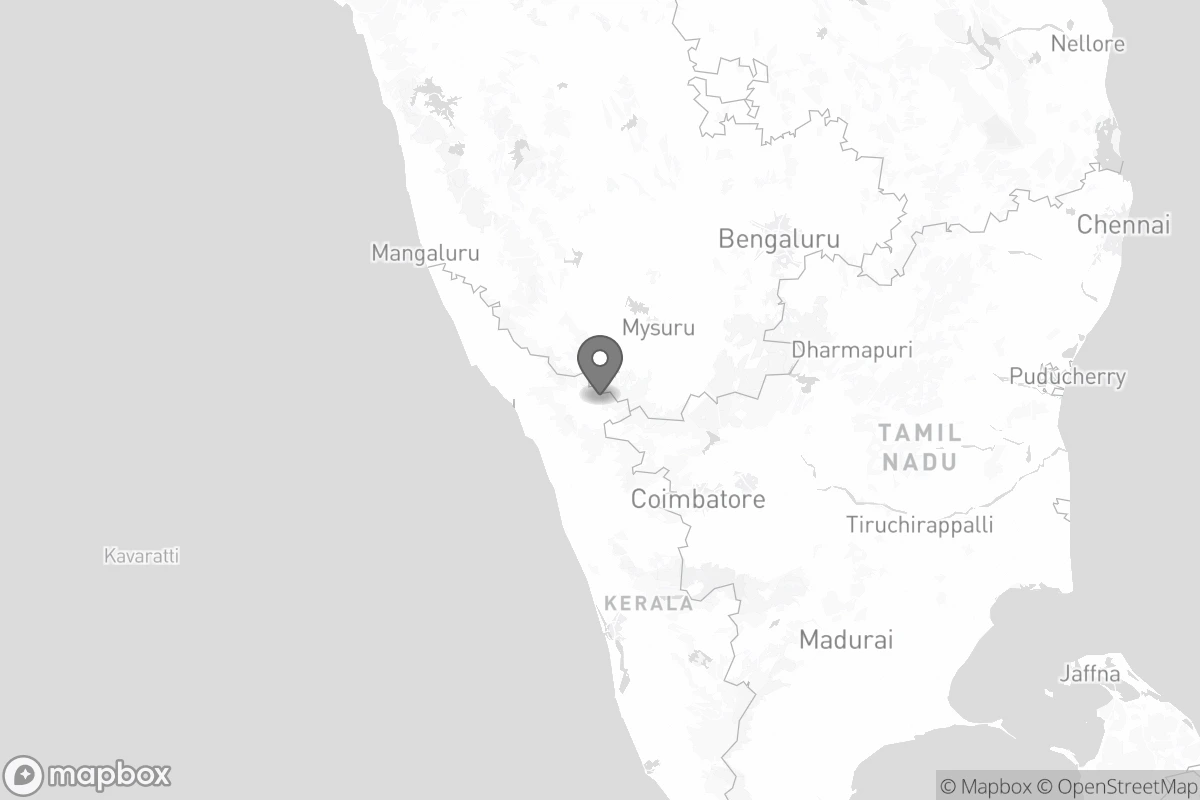 Nellore
Chennai
Bengaluru
Mangaluru
Mysuru
Dharmapuri
Puducherry
TAMIL
NADU
Coimbatore
Tiruchirappalli
Kavaratti
KERALA
Madurai
Jaffna
mapbox
© Mapbox © OpenStreetMap